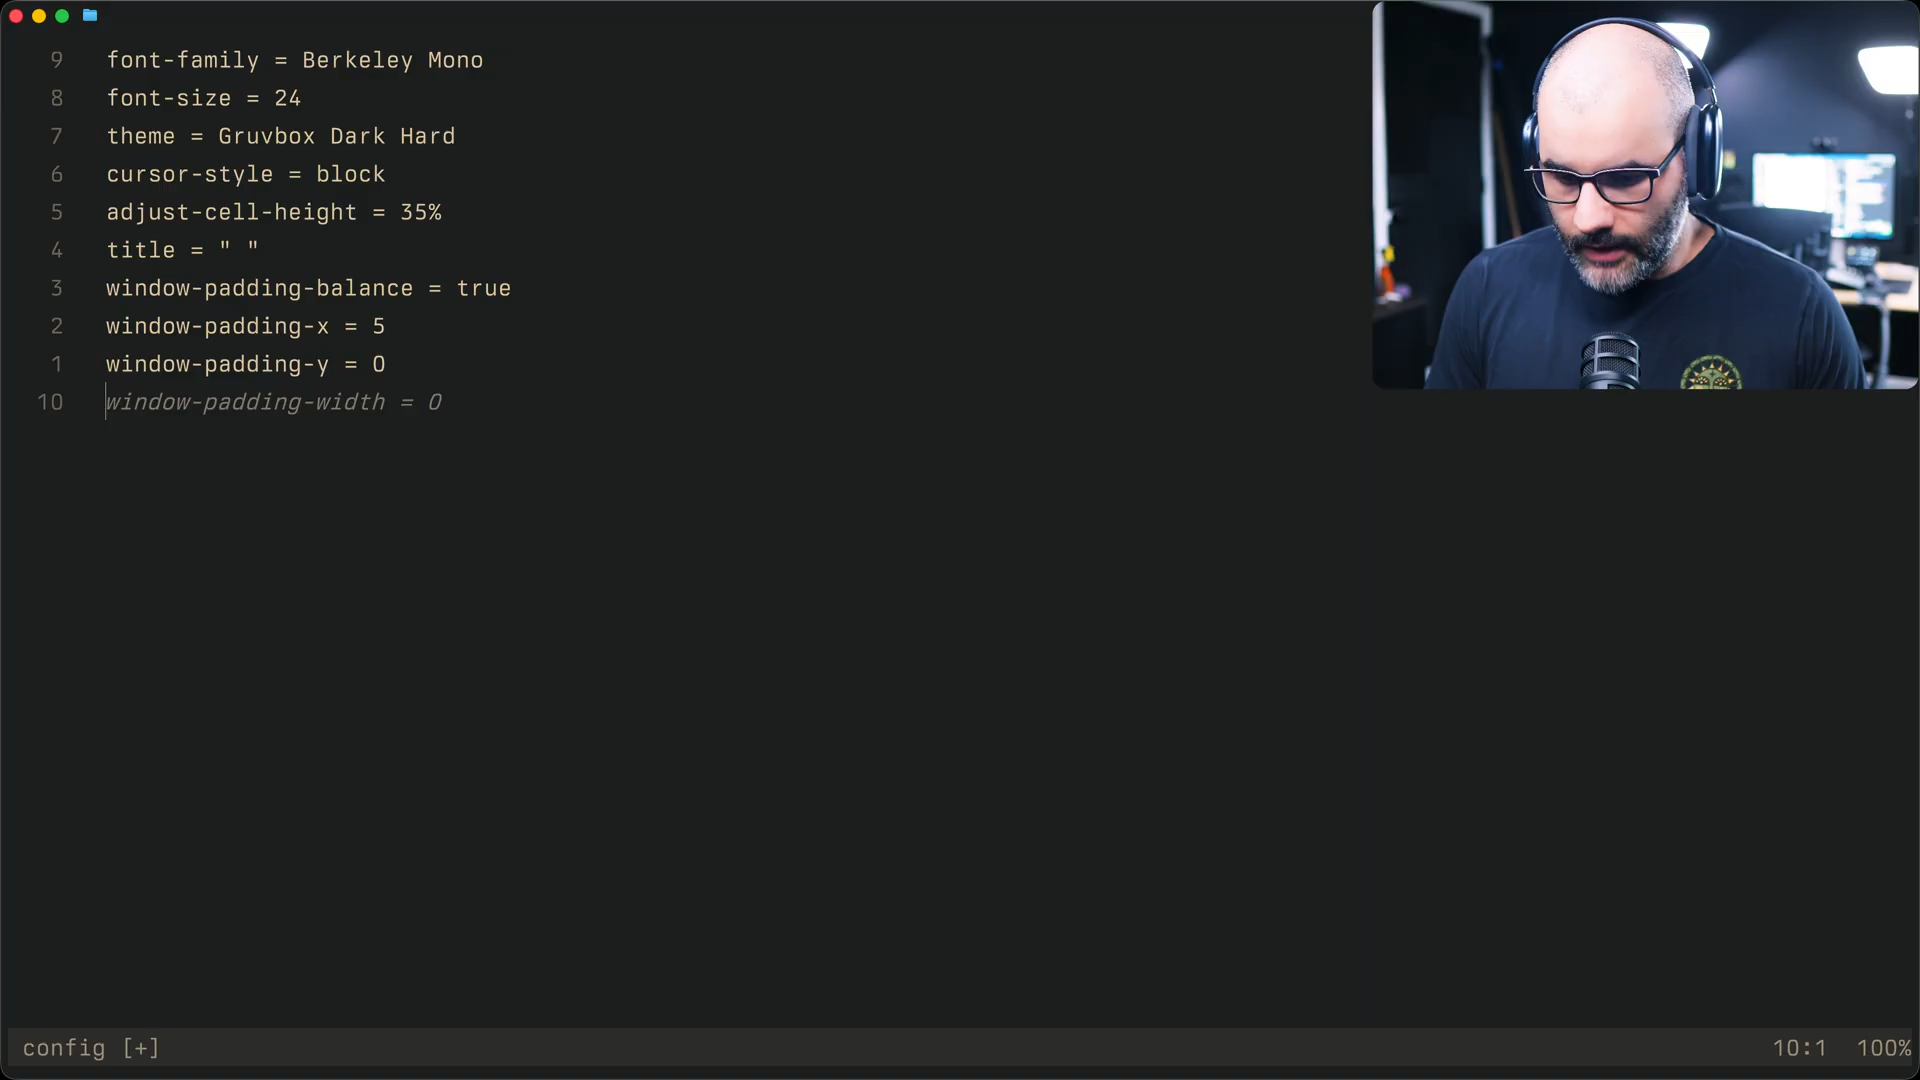 9 font-family = Berkeley Mono
8 font-size = 24
7 theme = Gruvbox Dark Hard
6 cursor-style = block
5 adjust-cell-height = 35%
4 title = " "
3 window-padding-balance = true
2 window-padding-x = 5
1 window-padding-y = 0
10 window-padding-width = 0
config [+] 10:1 100%